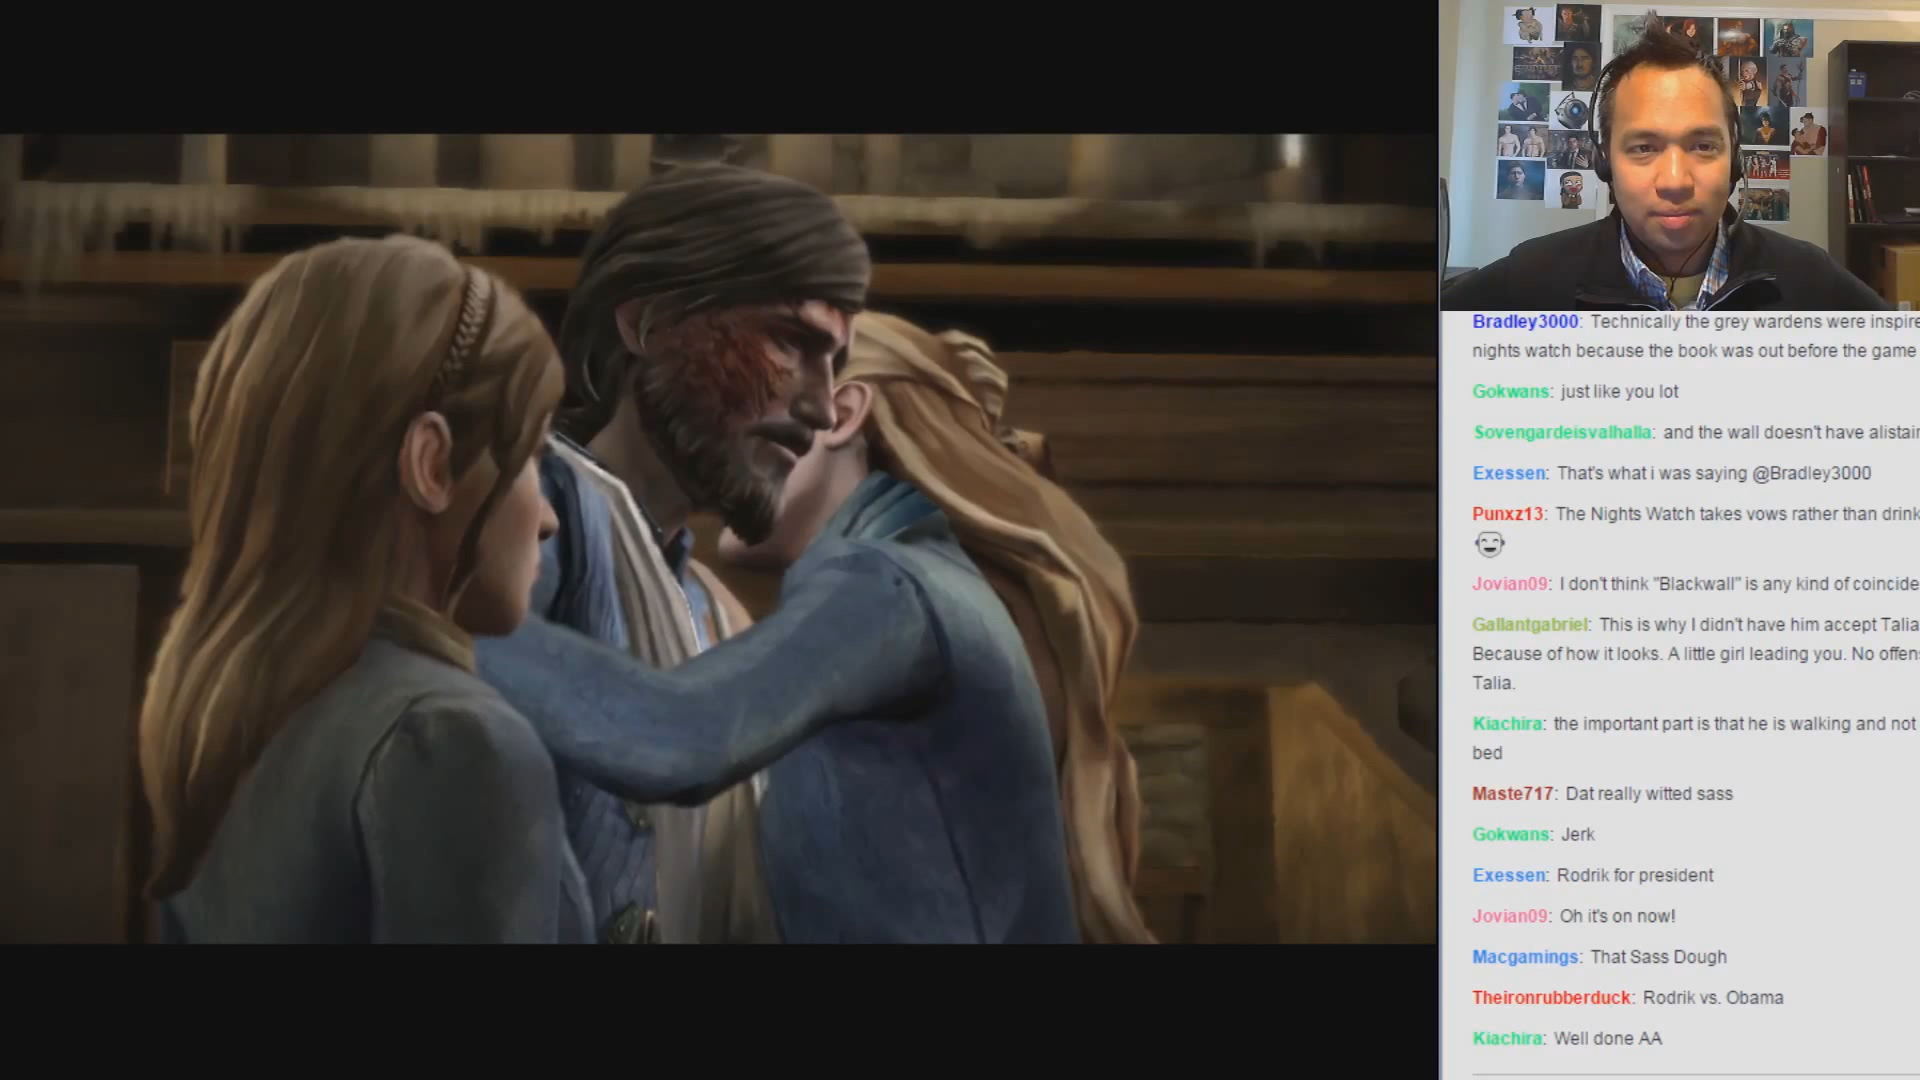 Bradley3000: Technically the grey wardens were inspire
nights watch because the book was out before the game
Gokwans: just like you lot
Sovengardeisvalhalla: and the wall doesn't have alistair
Exessen: That's what i was saying @Bradley3000
Punxz13: The Nights Watch takes vows rather than drink
Jovian09: I don't think "Blackwall" is any kind of coincide
Gallantgabriel: This is why I didn't have him accept Talia
Because of how it looks. A little girl leading you. No offens
Talia.
Kiachira: the important part is that he is walking and not
bed
Maste717: Dat really witted sass
Gokwans: Jerk
Exessen: Rodrik for president
Jovian09: Oh it's on now!
Macgamings: That Sass Dough
Theironrubberduck: Rodrik vs. Obama
Kiachira: Well done AA